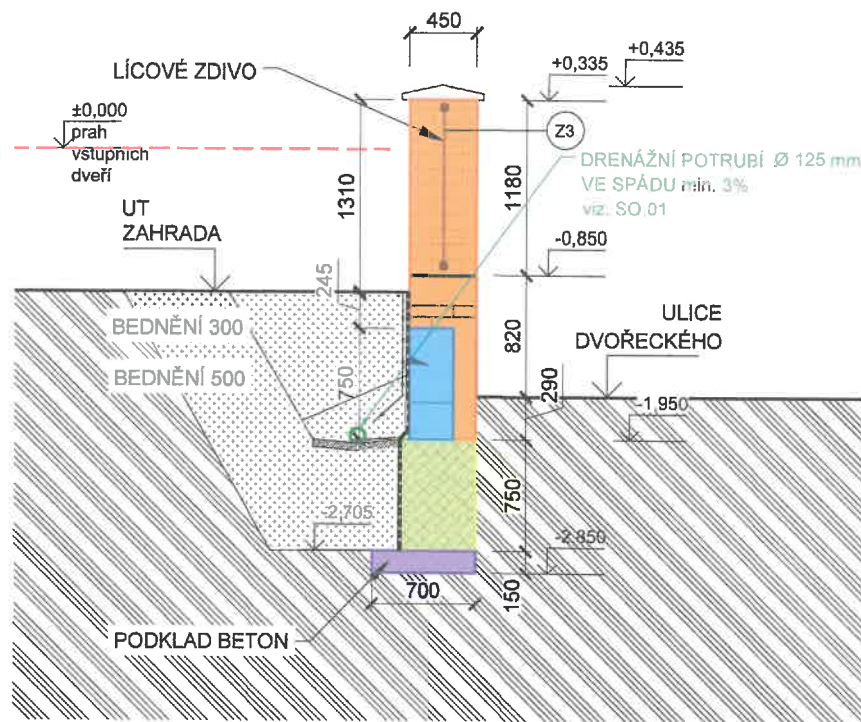 450
+0,435
+0,335
LÍCOVÉ ZDIVO
±0,000
prah
vstupních
dveří
Z3
DRENÁŽNÍ POTRUBÍ Ø 125 mm
VE SPÁDU min. 3%
viz. SO.01
1310
1180
UT
ZAHRADA
-0,850
245
ULICE
DVOŘECKÉHO
BEDNĚNÍ 300
820
BEDNĚNÍ 500
750
290
-1,950
750
-2,705
-2,850
700
150
PODKLAD BETON